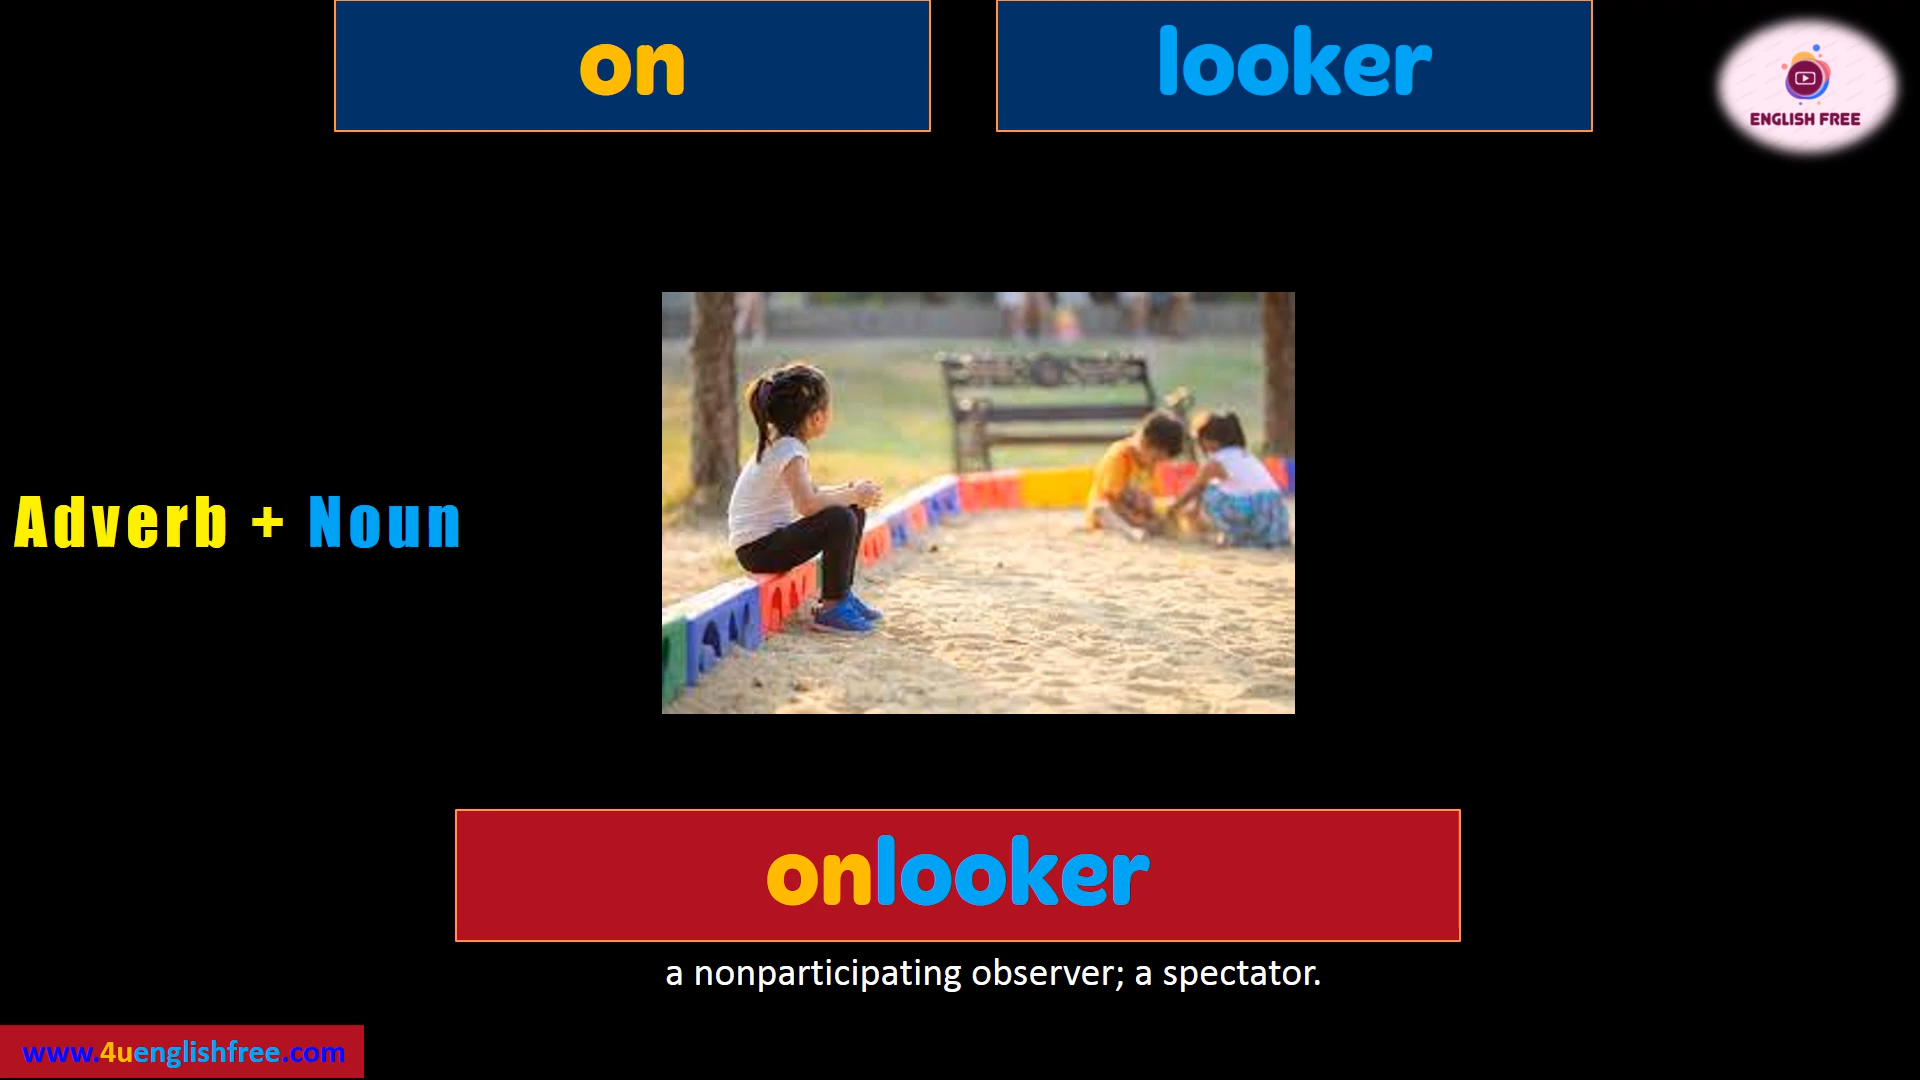 on
looker
ENGLISH FREE
Adverb + Noun
onlooker
a nonparticipating observer; a spectator.
www.4uenglishfree.com